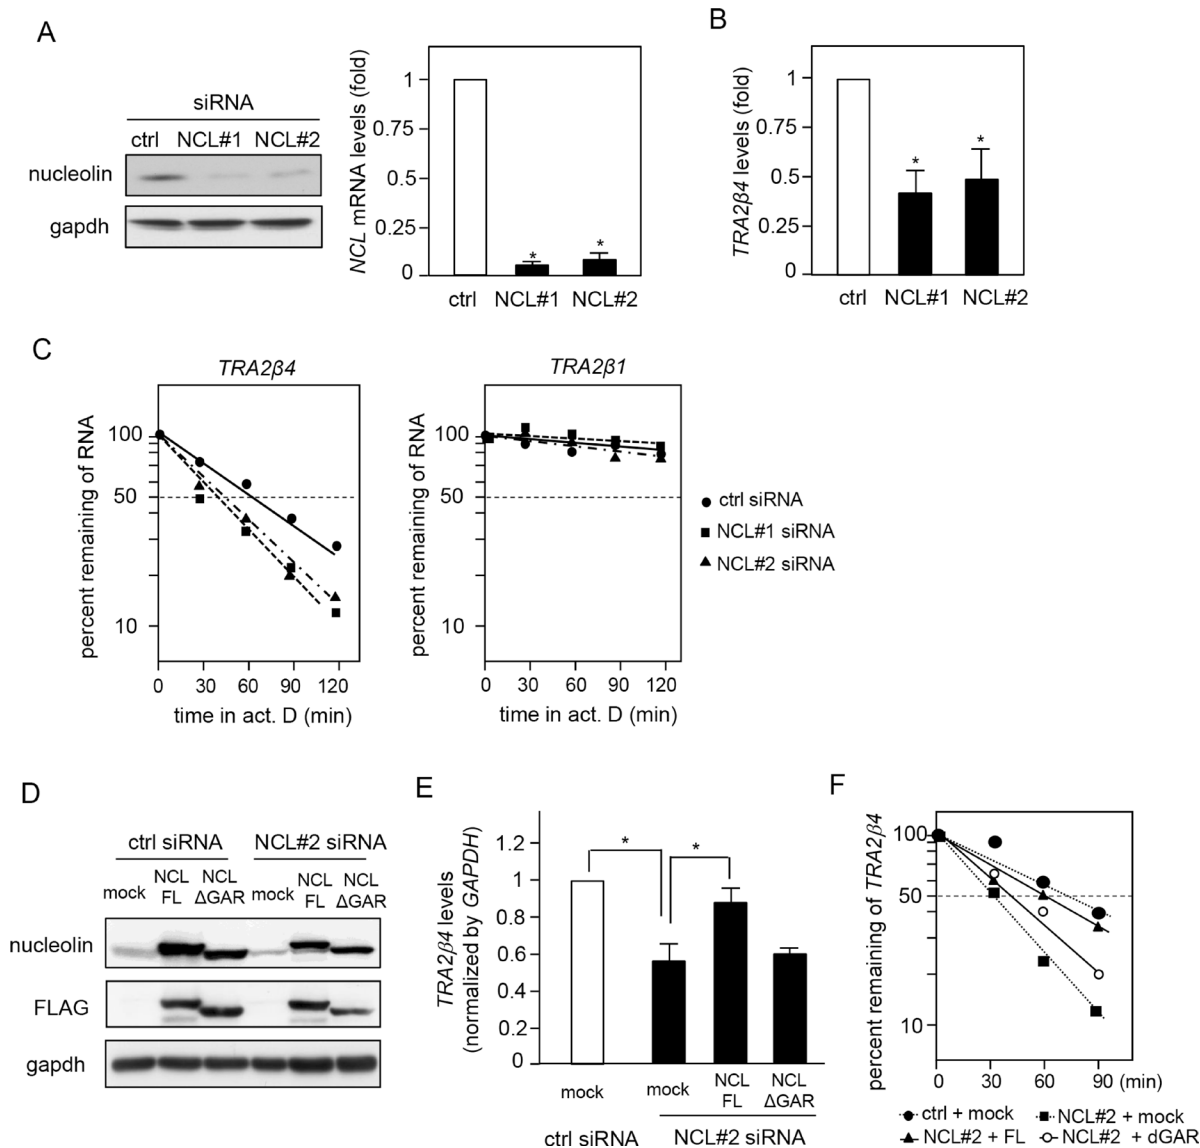 A
siRNA
ctrl NCL#1 NCL#2
nucleolin
gapdh
NCL mRNA levels (fold)
1
0.75
0.5
0.25
0
*
*
ctrl NCL#1 NCL#2
B
TRA2β4 levels (fold)
1
0.75
0.5
0.25
0
*
*
ctrl NCL#1 NCL#2
C
TRA2β4
percent remaining of RNA
100
50
10
0 30 60 90 120
time in act. D (min)
TRA2β1
percent remaining of RNA
100
50
10
0 30 60 90 120
time in act. D (min)
ctrl siRNA
NCL#1 siRNA
NCL#2 siRNA
D
ctrl siRNA NCL#2 siRNA
mock NCL FL NCL ΔGAR mock NCL FL NCL ΔGAR
nucleolin
FLAG
gapdh
E
TRA2β4 levels
(normalized by GAPDH)
1.2
1
0.8
0.6
0.4
0.2
0
*
*
mock mock NCL FL NCL ΔGAR
ctrl siRNA NCL#2 siRNA
F
percent remaining of TRA2β4
100
50
10
0 30 60 90 (min)
ctrl + mock NCL#2 + mock
NCL#2 + FL NCL#2 + dGAR